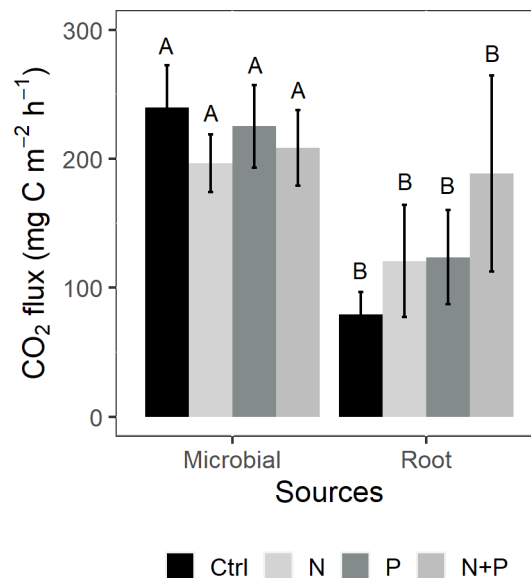 CO₂ flux (mg C m⁻² h⁻¹)
300
200
100
0
A
A
A
A
B
B
B
B
Microbial Root
Sources
Ctrl N P N+P